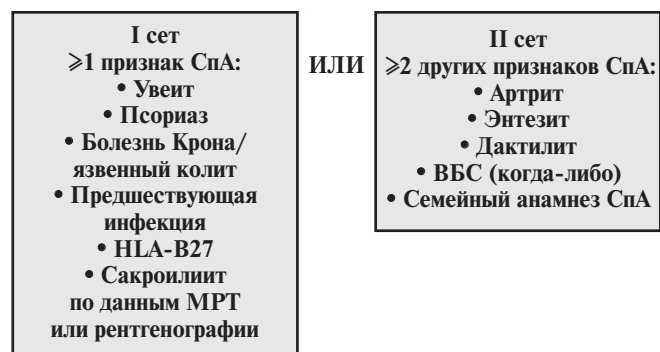 I сет
⩾1 признак СпА:
• Увеит
• Псориаз
• Болезнь Крона/
язвенный колит
• Предшествующая
инфекция
• HLA-B27
• Сакроилиит
по данным МРТ
или рентгенографии
ИЛИ
II сет
⩾2 других признаков СпА:
• Артрит
• Энтезит
• Дактилит
• ВБС (когда-либо)
• Семейный анамнез СпА